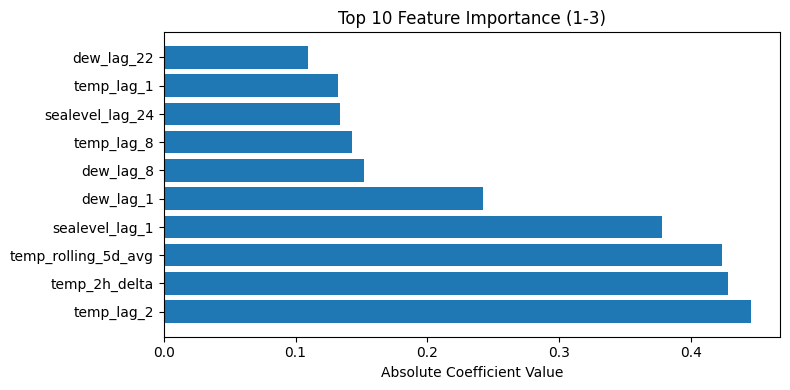 Top 10 Feature Importance (1-3)
dew_lag_22
temp_lag_1
sealevel_lag_24
temp_lag_8
dew_lag_8
dew_lag_1
sealevel_lag_1
temp_rolling_5d_avg
temp_2h_delta
temp_lag_2
0.0 0.1 0.2 0.3 0.4
Absolute Coefficient Value